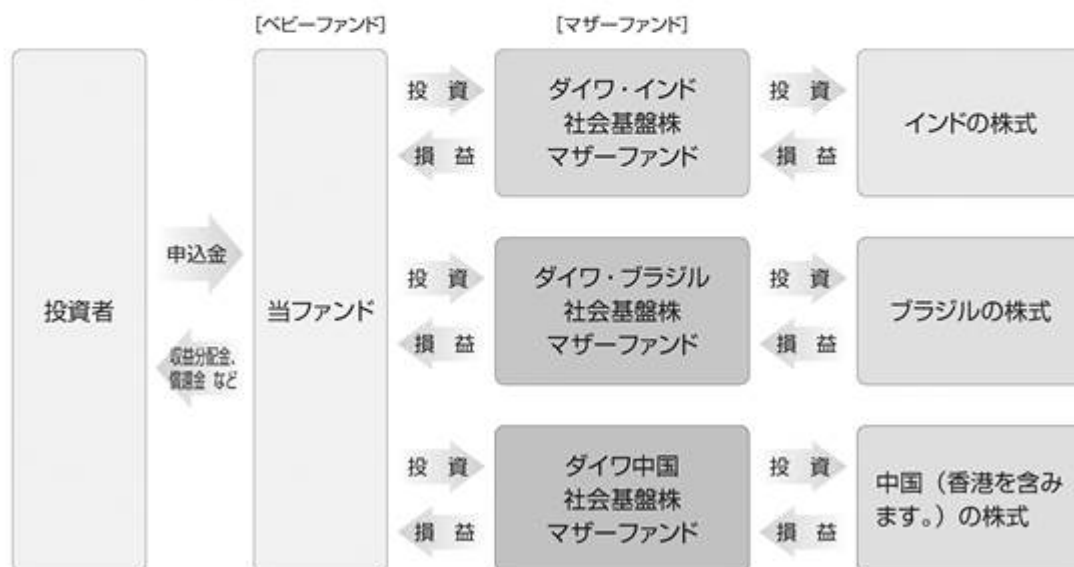 [ベビーファンド]
[マザーファンド]
投資者
申込金
収益分配金、
償還金 など
当ファンド
投 資
損 益
ダイワ・インド
社会基盤株
マザーファンド
投 資
損 益
インドの株式
投 資
損 益
ダイワ・ブラジル
社会基盤株
マザーファンド
投 資
損 益
ブラジルの株式
投 資
損 益
ダイワ中国
社会基盤株
マザーファンド
投 資
損 益
中国（香港を含み
ます。）の株式